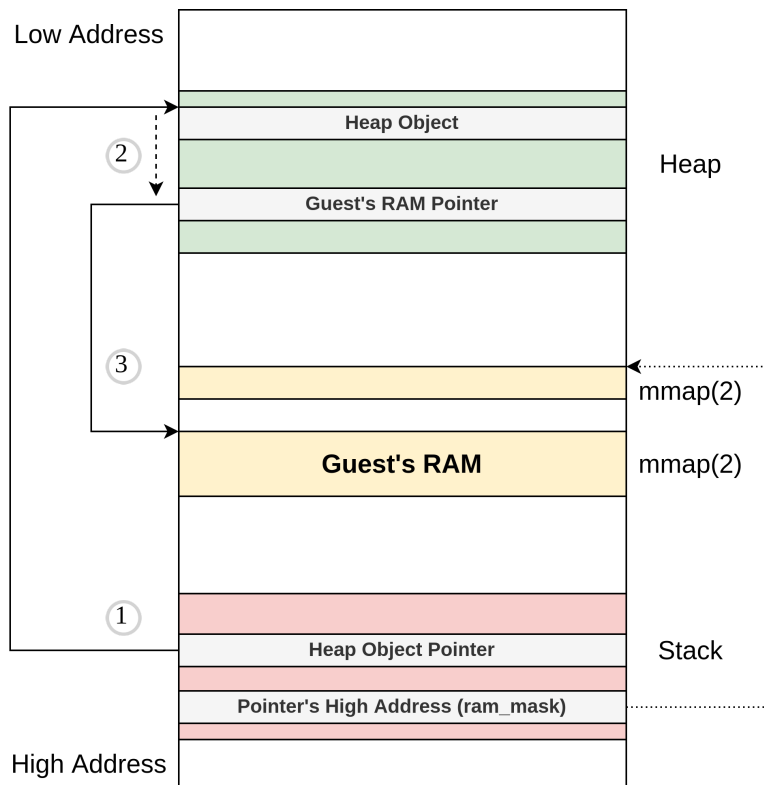 Low Address
Heap Object
2
Heap
Guest's RAM Pointer
3
mmap(2)
Guest's RAM
mmap(2)
1
Heap Object Pointer
Stack
Pointer's High Address (ram_mask)
High Address